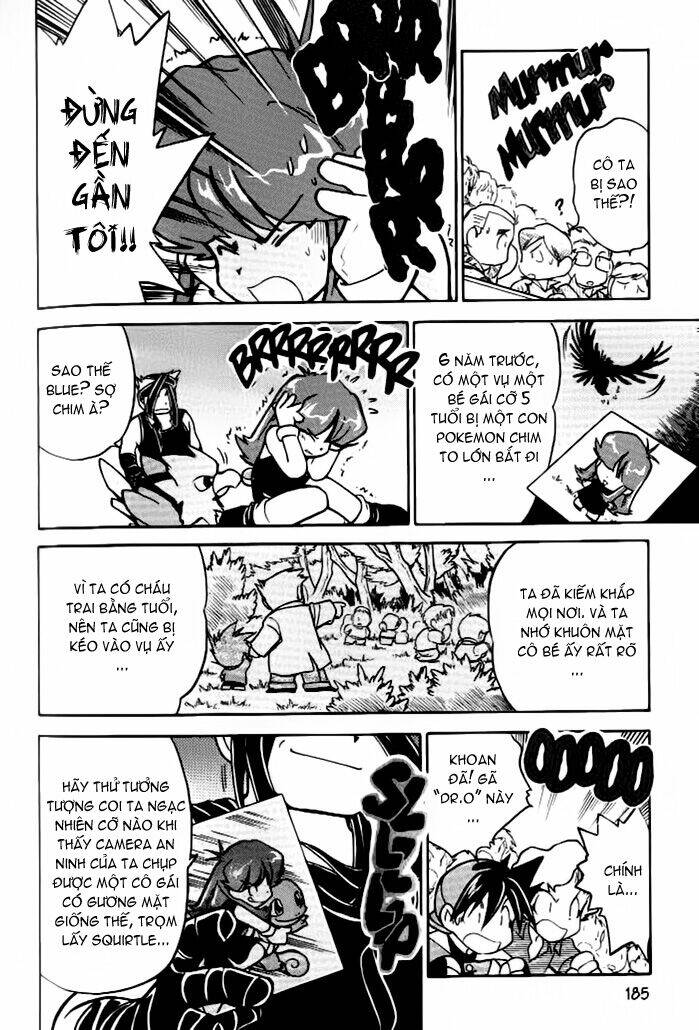 Murmur
Murmur
CÔ TA
BỊ SAO
THẾ?!
ĐỪNG
ĐẾN
GẦN
TÔI!!
6 NĂM TRƯỚC,
CÓ MỘT VỤ MỘT
BÉ GÁI CỠ 5
TUỔI BỊ MỘT CON
POKEMON CHIM
TO LỚN BẮT ĐI
...
BRRRRRRRR
SAO THẾ
BLUE? SỢ
CHIM À?
TA ĐÃ KIẾM KHẮP
MỌI NƠI. VÀ TA
NHỚ KHUÔN MẶT
CÔ BÉ ẤY RẤT RÕ
...
VÌ TA CÓ CHÁU
TRAI BẰNG TUỔI,
NÊN TA CŨNG BỊ
KÉO VÀO VỤ ẤY
...
OOOOO
KHOAN
ĐÃ! GÃ
"DR.O" NÀY
...
CHÍNH
LÀ...
HÃY THỬ TƯỞNG
TƯỢNG COI TA NGẠC
NHIÊN CỠ NÀO KHI
THẤY CAMERA AN
NINH CỦA TA CHỤP
ĐƯỢC MỘT CÔ GÁI
CÓ GƯƠNG MẶT
GIỐNG THẾ, TRỘM
LẤY SQUIRTLE...
185